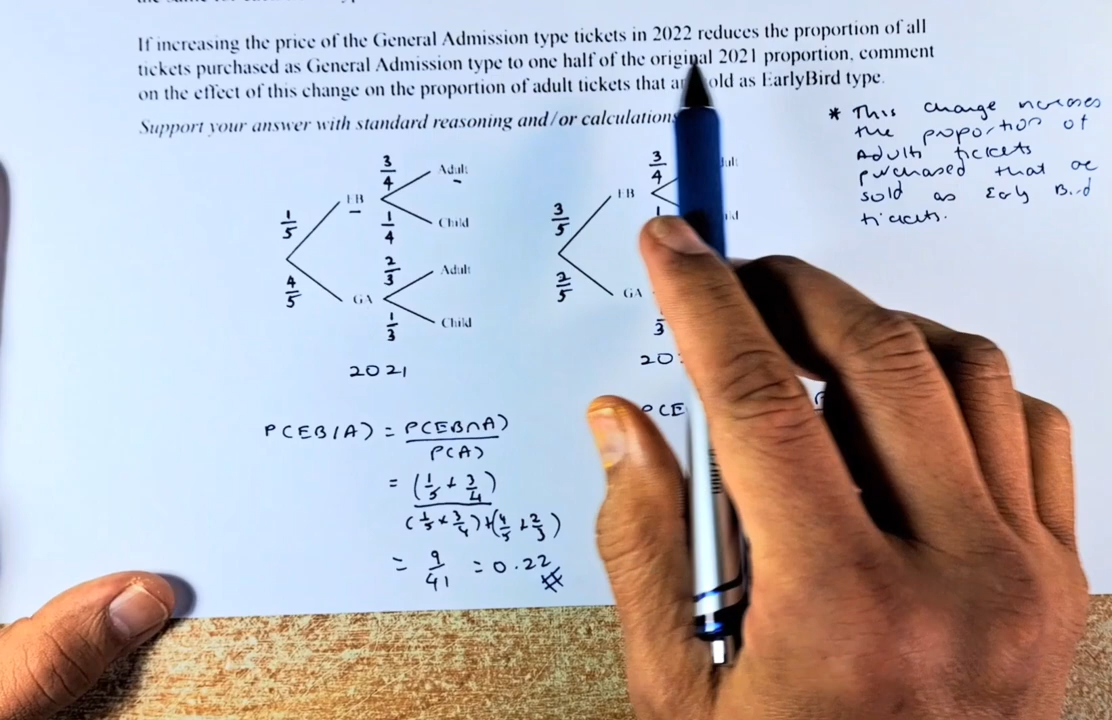 If increasing the price of the General Admission type tickets in 2022 reduces the proportion of all
tickets purchased as General Admission type to one half of the original 2021 proportion, comment
on the effect of this change on the proportion of adult tickets that are sold as EarlyBird type.
Support your answer with standard reasoning and/or calculations
* This change increases
the proportion of
Adults tickets
purchased that are
sold as Early Bird
tickets.
3/4 Adult
1/5 EB
1/4 Child
2/3 Adult
4/5 GA
1/3 Child
2021
3/4
3/5 EB
2/5 GA
1/3
P(EB/A) = P(EB∩A)
P(A)
= (1/5 + 3/4)
(1/5 × 3/4) + (4/5 × 2/3)
= 9/41 = 0.22